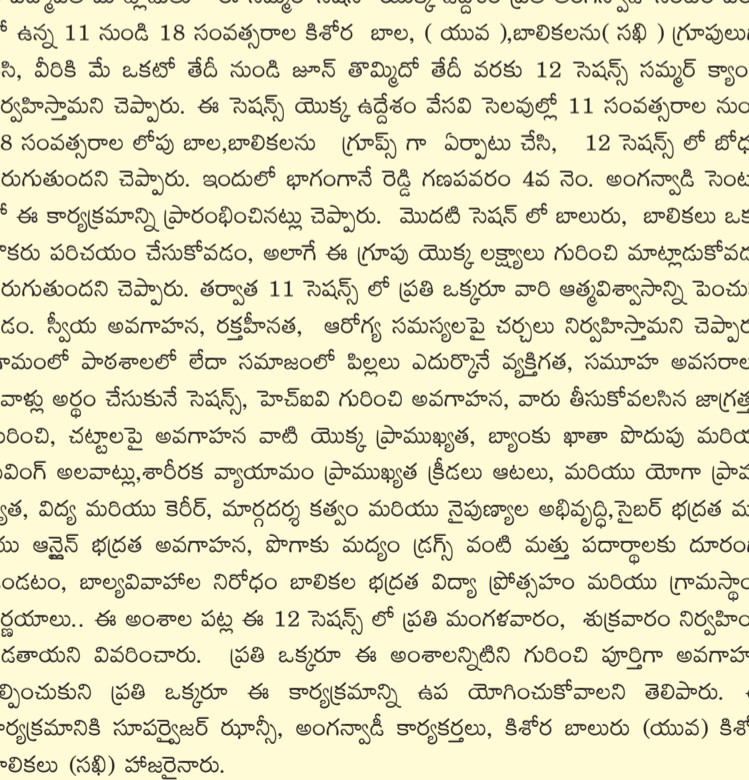 ో ఉన్న 11 నుండి 18 సంవత్సరాల కిశోర బాల, ( యువ ),బాలికలను( సఖి ) గ్రూపులు
సి, వీరికి మే ఒకటో తేదీ నుండి జూన్ తొమ్మిదో తేదీ వరకు 12 సెషన్స్ సమ్మర్ క్యాం
ర్వహిస్తామని చెప్పారు. ఈ సెషన్స్ యొక్క ఉద్దేశం వేసవి సెలవుల్లో 11 సంవత్సరాల నుం
8 సంవత్సరాల లోపు బాల,బాలికలను గ్రూప్స్ గా ఏర్పాటు చేసి, 12 సెషన్స్ లో బోధ
రుగుతుందని చెప్పారు. ఇందులో భాగంగానే రెడ్డి గణపవరం 4వ నెం. అంగన్వాడి సెంట
ో ఈ కార్యక్రమాన్ని ప్రారంభించినట్లు చెప్పారు. మొదటి సెషన్ లో బాలురు, బాలికలు ఒక
ొకరు పరిచయం చేసుకోవడం, అలాగే ఈ గ్రూపు యొక్క లక్ష్యాలు గురించి మాట్లాడుకోవడ
రుగుతుందని చెప్పారు. తర్వాత 11 సెషన్స్ లో ప్రతి ఒక్కరూ వారి ఆత్మవిశ్వాసాన్ని పెంచు
డం. స్వీయ అవగాహన, రక్తహీనత, ఆరోగ్య సమస్యలపై చర్చలు నిర్వహిస్తామని చెప్పార
ామంలో పాఠశాలలో లేదా సమాజంలో పిల్లలు ఎదుర్కొనే వ్యక్తిగత, సమూహ అవసరాల
వాళ్లు అర్థం చేసుకునే సెషన్స్, హెచ్ఐవి గురించి అవగాహన, వారు తీసుకోవలసిన జాగ్రత్త
ురించి, చట్టాలపై అవగాహన వాటి యొక్క ప్రాముఖ్యత, బ్యాంకు ఖాతా పొదుపు మరియ
ివింగ్ అలవాట్లు,శారీరక వ్యాయామం ప్రాముఖ్యత క్రీడలు ఆటలు, మరియు యోగా ప్రామ
్యత, విద్య మరియు కెరీర్, మార్గదర్శ కత్వం మరియు నైపుణ్యాల అభివృద్ధి,సైబర్ భద్రత మ
యు ఆన్లైన్ భద్రత అవగాహన, పొగాకు మద్యం డ్రగ్స్ వంటి మత్తు పదార్థాలకు దూరం
ండటం, బాల్యవివాహాల నిరోధం బాలికల భద్రత విద్యా ప్రోత్సహం మరియు గ్రామస్థా
ర్ణయాలు.. ఈ అంశాల పట్ల ఈ 12 సెషన్స్ లో ప్రతి మంగళవారం, శుక్రవారం నిర్వహిం
డతాయని వివరించారు. ప్రతి ఒక్కరూ ఈ అంశాలన్నిటిని గురించి పూర్తిగా అవగాహ
ల్పించుకుని ప్రతి ఒక్కరూ ఈ కార్యక్రమాన్ని ఉప యోగించుకోవాలని తెలిపారు.
ార్యక్రమానికి సూపర్వైజర్ ఝాన్సీ, అంగన్వాడీ కార్యకర్తలు, కిశోర బాలురు (యువ) కిశో
ాలికలు (సఖి) హాజరైనారు.